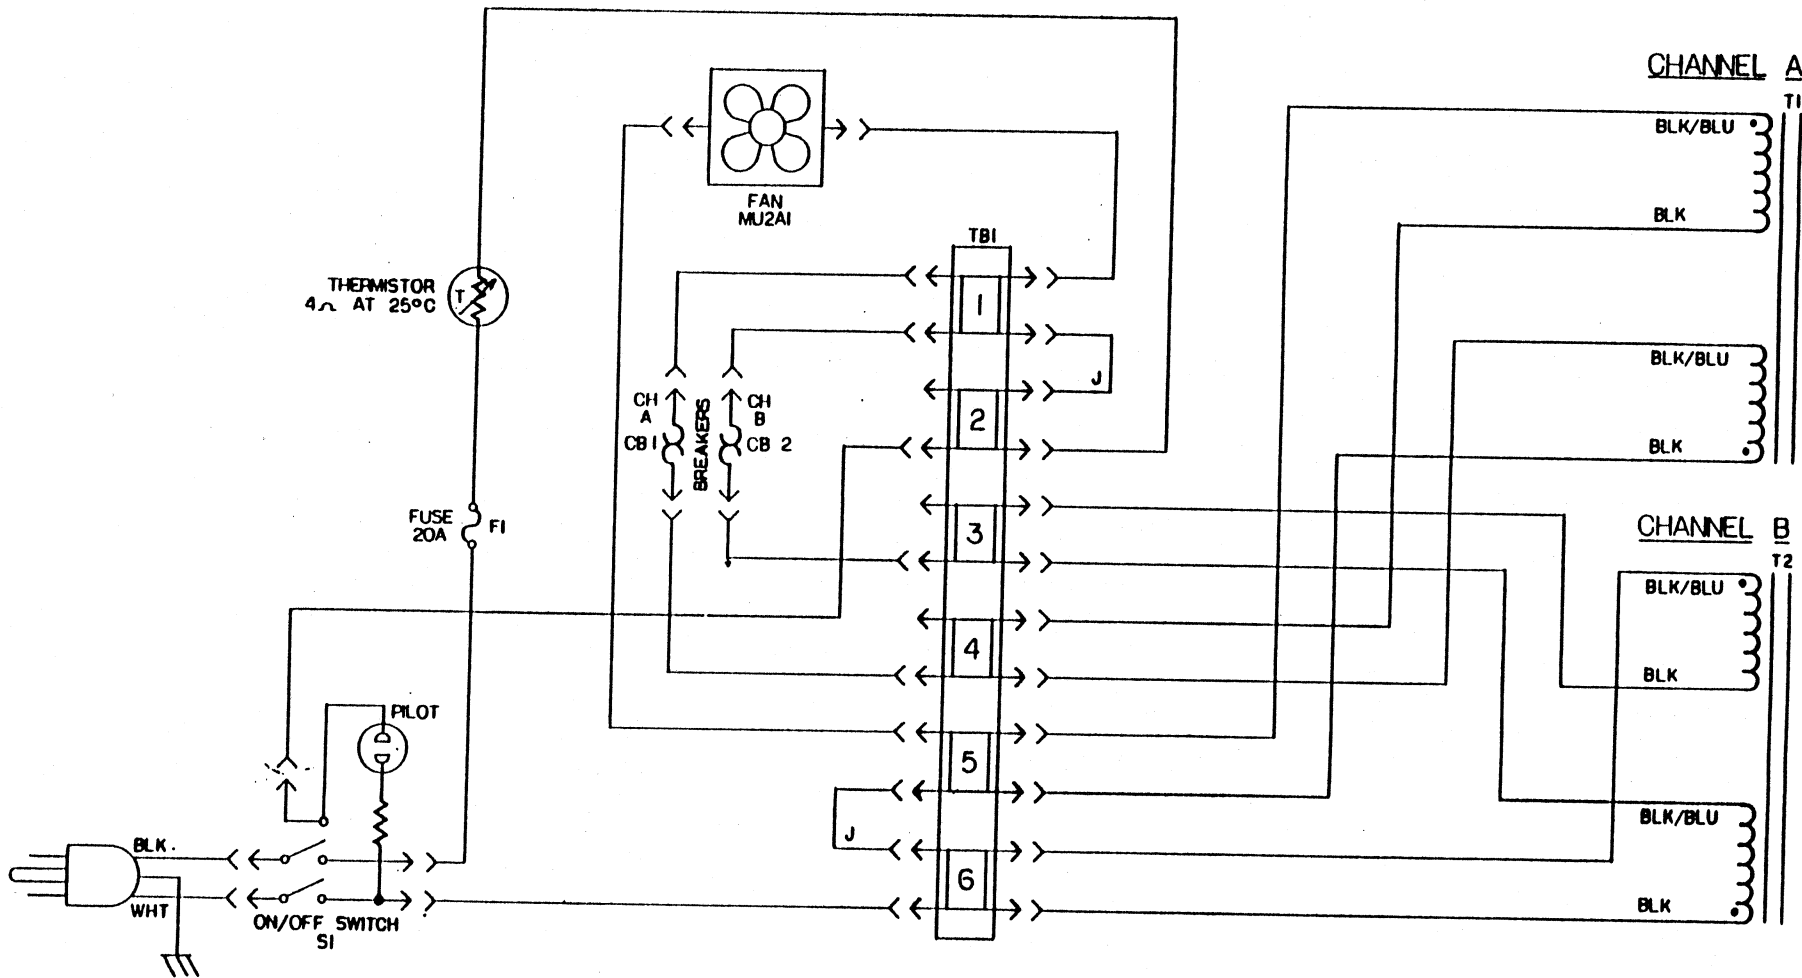 CHANNEL A
T1
BLK/BLU
BLK
FAN
MU2A1
TB1
THERMISTOR
4Ω AT 25°C
T
1
BLK/BLU
J
CH
A
CB1
BREAKERS
CH
B
CB 2
2
BLK
FUSE
20A
F1
3
CHANNEL B
T2
BLK/BLU
4
BLK
PILOT
5
BLK/BLU
J
BLK.
6
WHT
BLK
ON/OFF SWITCH
S1